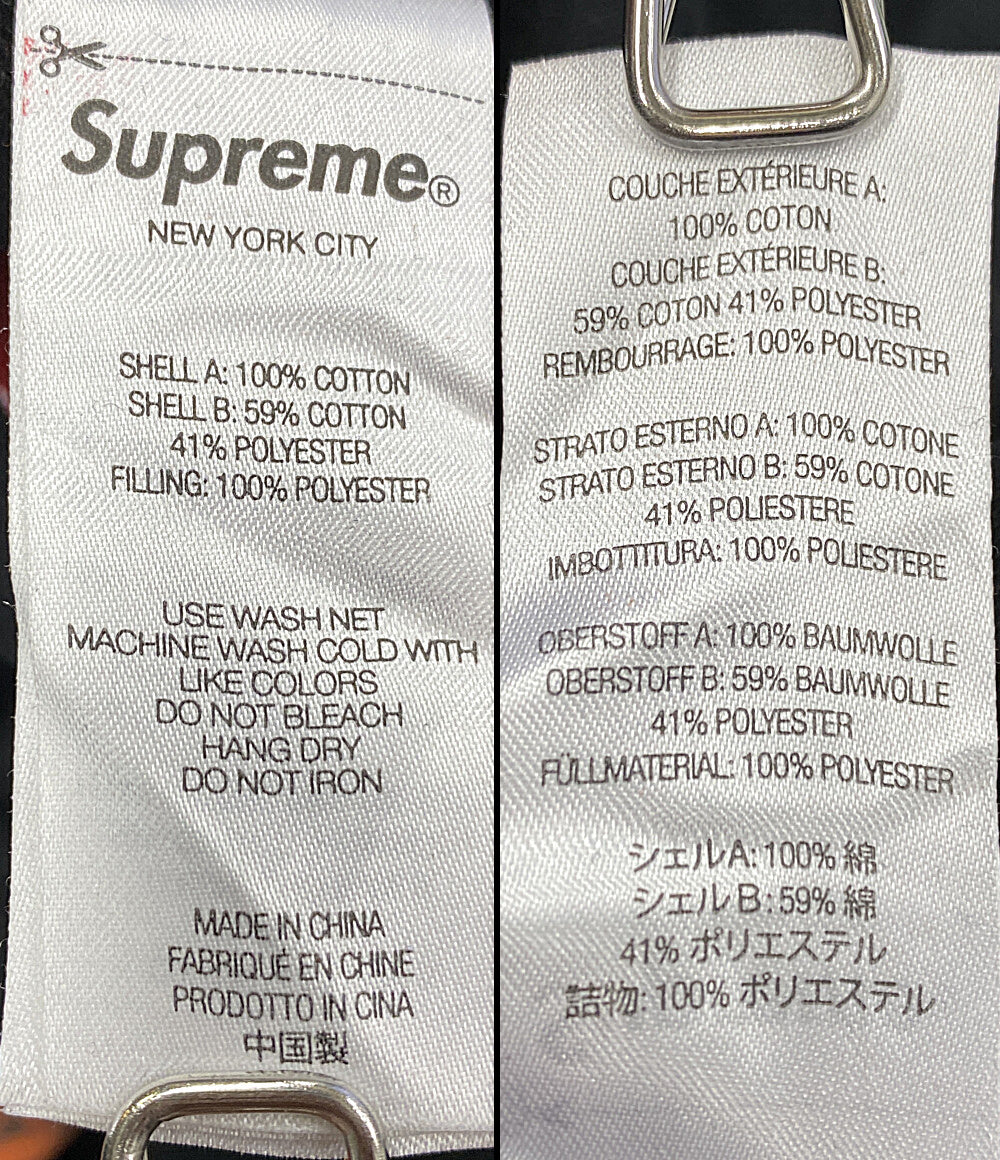 Supreme®
NEW YORK CITY
SHELL A: 100% COTTON
SHELL B: 59% COTTON
41% POLYESTER
FILLING: 100% POLYESTER
USE WASH NET
MACHINE WASH COLD WITH
LIKE COLORS
DO NOT BLEACH
HANG DRY
DO NOT IRON
MADE IN CHINA
FABRIQUÉ EN CHINE
PRODOTTO IN CINA
中国製
COUCHE EXTÉRIEURE A:
100% COTON
COUCHE EXTÉRIEURE B:
59% COTON 41% POLYESTER
REMBOURRAGE: 100% POLYESTER
STRATO ESTERNO A: 100% COTONE
STRATO ESTERNO B: 59% COTONE
41% POLIESTERE
IMBOTTITURA: 100% POLIESTERE
OBERSTOFF A: 100% BAUMWOLLE
OBERSTOFF B: 59% BAUMWOLLE
41% POLYESTER
FÜLLMATERIAL: 100% POLYESTER
シェルA: 100% 綿
シェルB: 59% 綿
41% ポリエステル
詰物: 100% ポリエステル